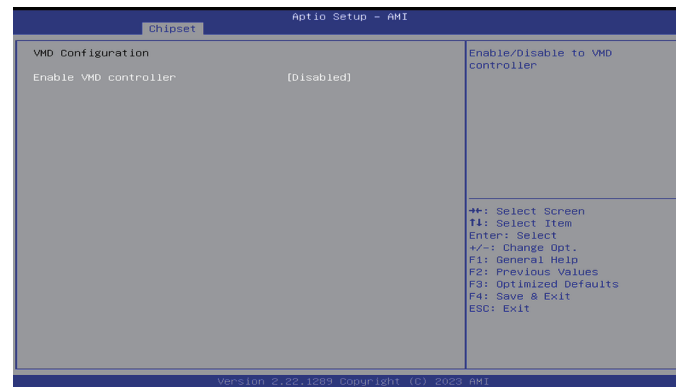 Aptio Setup – AMI
Chipset
VMD Configuration
Enable VMD controller [Disabled]
Enable/Disable to VMD
controller
→←: Select Screen
↑↓: Select Item
Enter: Select
+/-: Change Opt.
F1: General Help
F2: Previous Values
F3: Optimized Defaults
F4: Save & Exit
ESC: Exit
Version 2.22.1289 Copyright (C) 2023 AMI